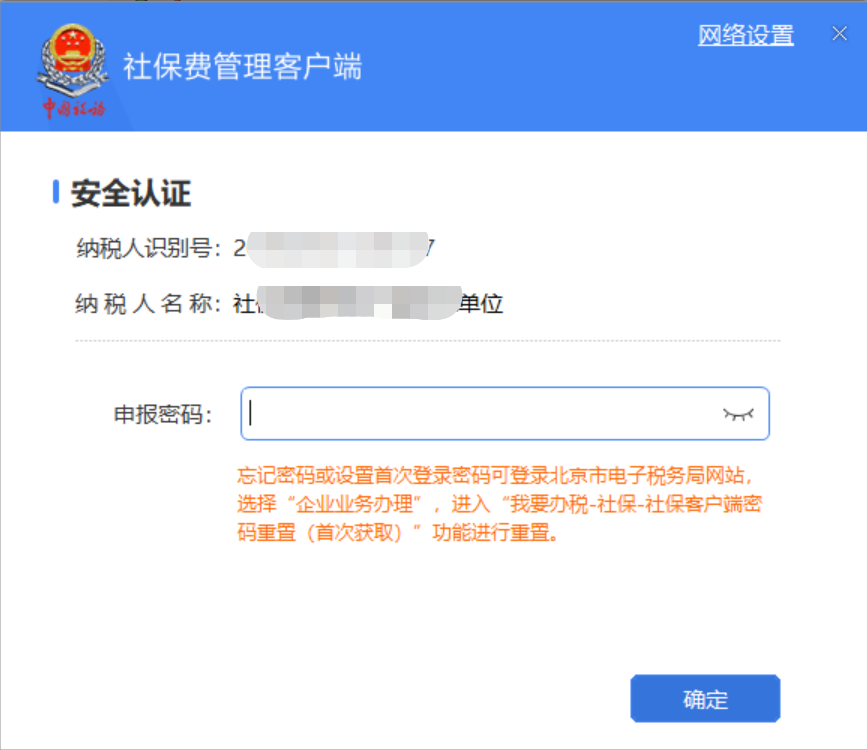 网络设置
社保费管理客户端
中国税务
安全认证
纳税人识别号：2 7
纳税人名称：社 单位
申报密码：
忘记密码或设置首次登录密码可登录北京市电子税务局网站，
选择“企业业务办理”，进入“我要办税-社保-社保客户端密
码重置（首次获取）”功能进行重置。
确定